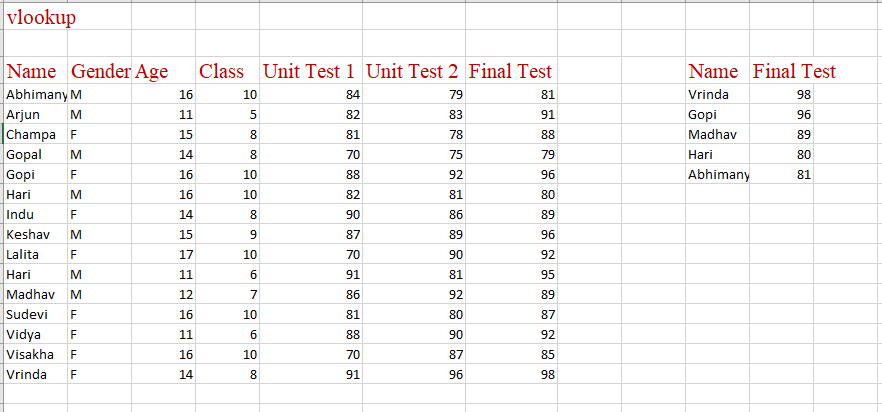 vlookup
Name Gender Age Class Unit Test 1 Unit Test 2 Final Test Name Final Test
Abhimany M 16 10 84 79 81 Vrinda 98
Arjun M 11 5 82 83 91 Gopi 96
Champa F 15 8 81 78 88 Madhav 89
Gopal M 14 8 70 75 79 Hari 80
Gopi F 16 10 88 92 96 Abhimany 81
Hari M 16 10 82 81 80
Indu F 14 8 90 86 89
Keshav M 15 9 87 89 96
Lalita F 17 10 70 90 92
Hari M 11 6 91 81 95
Madhav M 12 7 86 92 89
Sudevi F 16 10 81 80 87
Vidya F 11 6 88 90 92
Visakha F 16 10 70 87 85
Vrinda F 14 8 91 96 98